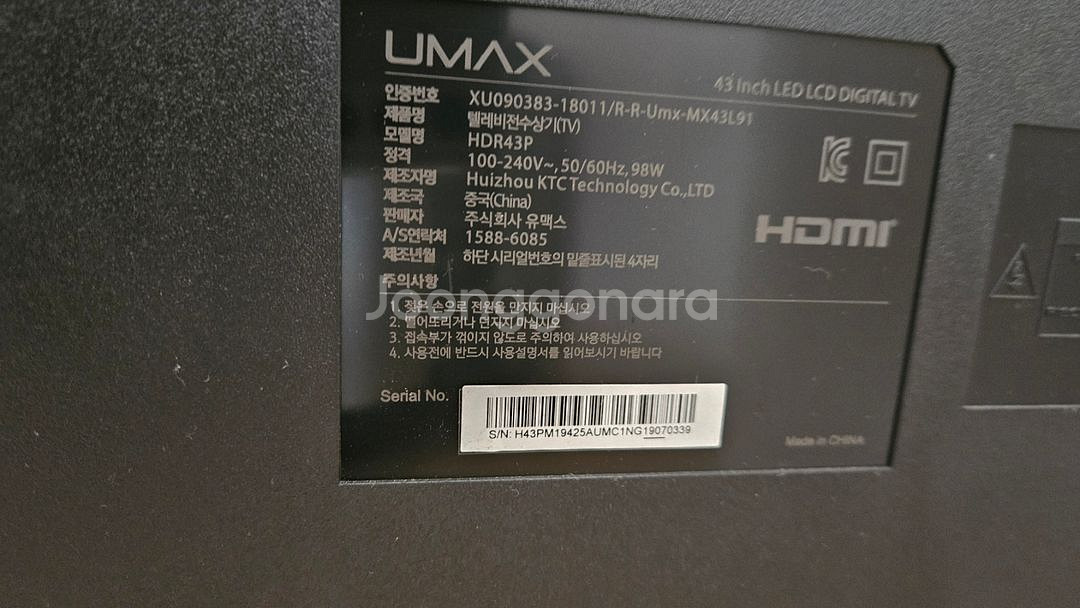 UMAX
43 Inch LED LCD DIGITAL TV
인증번호 XU090383-18011/R-R-Umx-MX43L91
제품명 텔레비전수상기(TV)
모델명 HDR43P
정격 100-240V~, 50/60Hz, 98W
제조자명 Huizhou KTC Technology Co.,LTD
제조국 중국(China)
판매자 주식회사 유맥스
A/S연락처 1588-6085
제조년월 하단 시리얼번호의 밑줄표시된 4자리
HDMI
주의사항
Joonggonara
1. 젖은 손으로 전원을 만지지 마십시오
2. 떨어뜨리거나 던지지 마십시오
3. 접속부가 꺾이지 않도로 주의하여 사용하십시오
4. 사용전에 반드시 사용설명서를 읽어보시기 바랍니다
Serial No.
S/N: H43PM19425AUMC1NG19070339
Made in CHINA